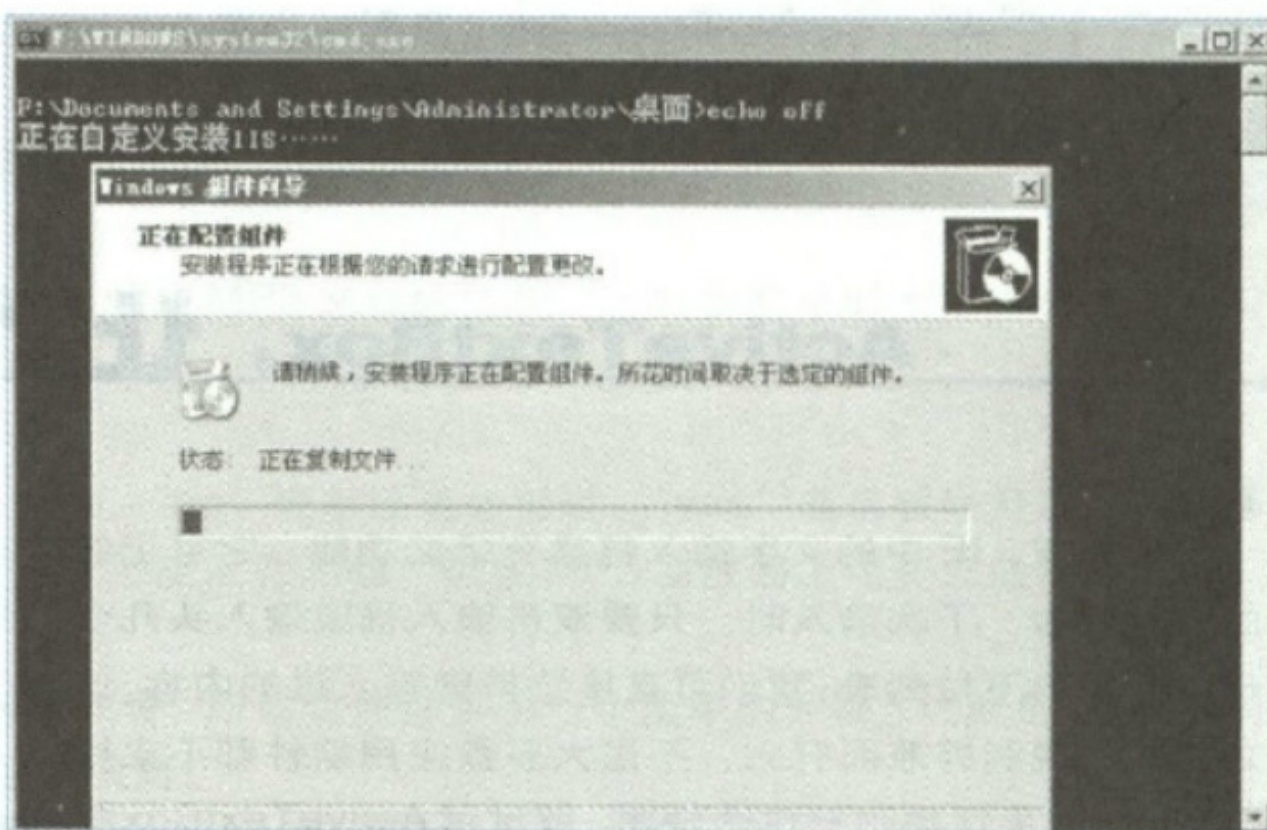 F:\WINDOWS\system32\cmd.exe
F:\Documents and Settings\Administrator\桌面>echo off
正在自定义安装IIS……
Windows 组件向导
正在配置组件
安装程序正在根据您的请求进行配置更改。
请稍候，安装程序正在配置组件。所花时间取决于选定的组件。
状态： 正在复制文件...